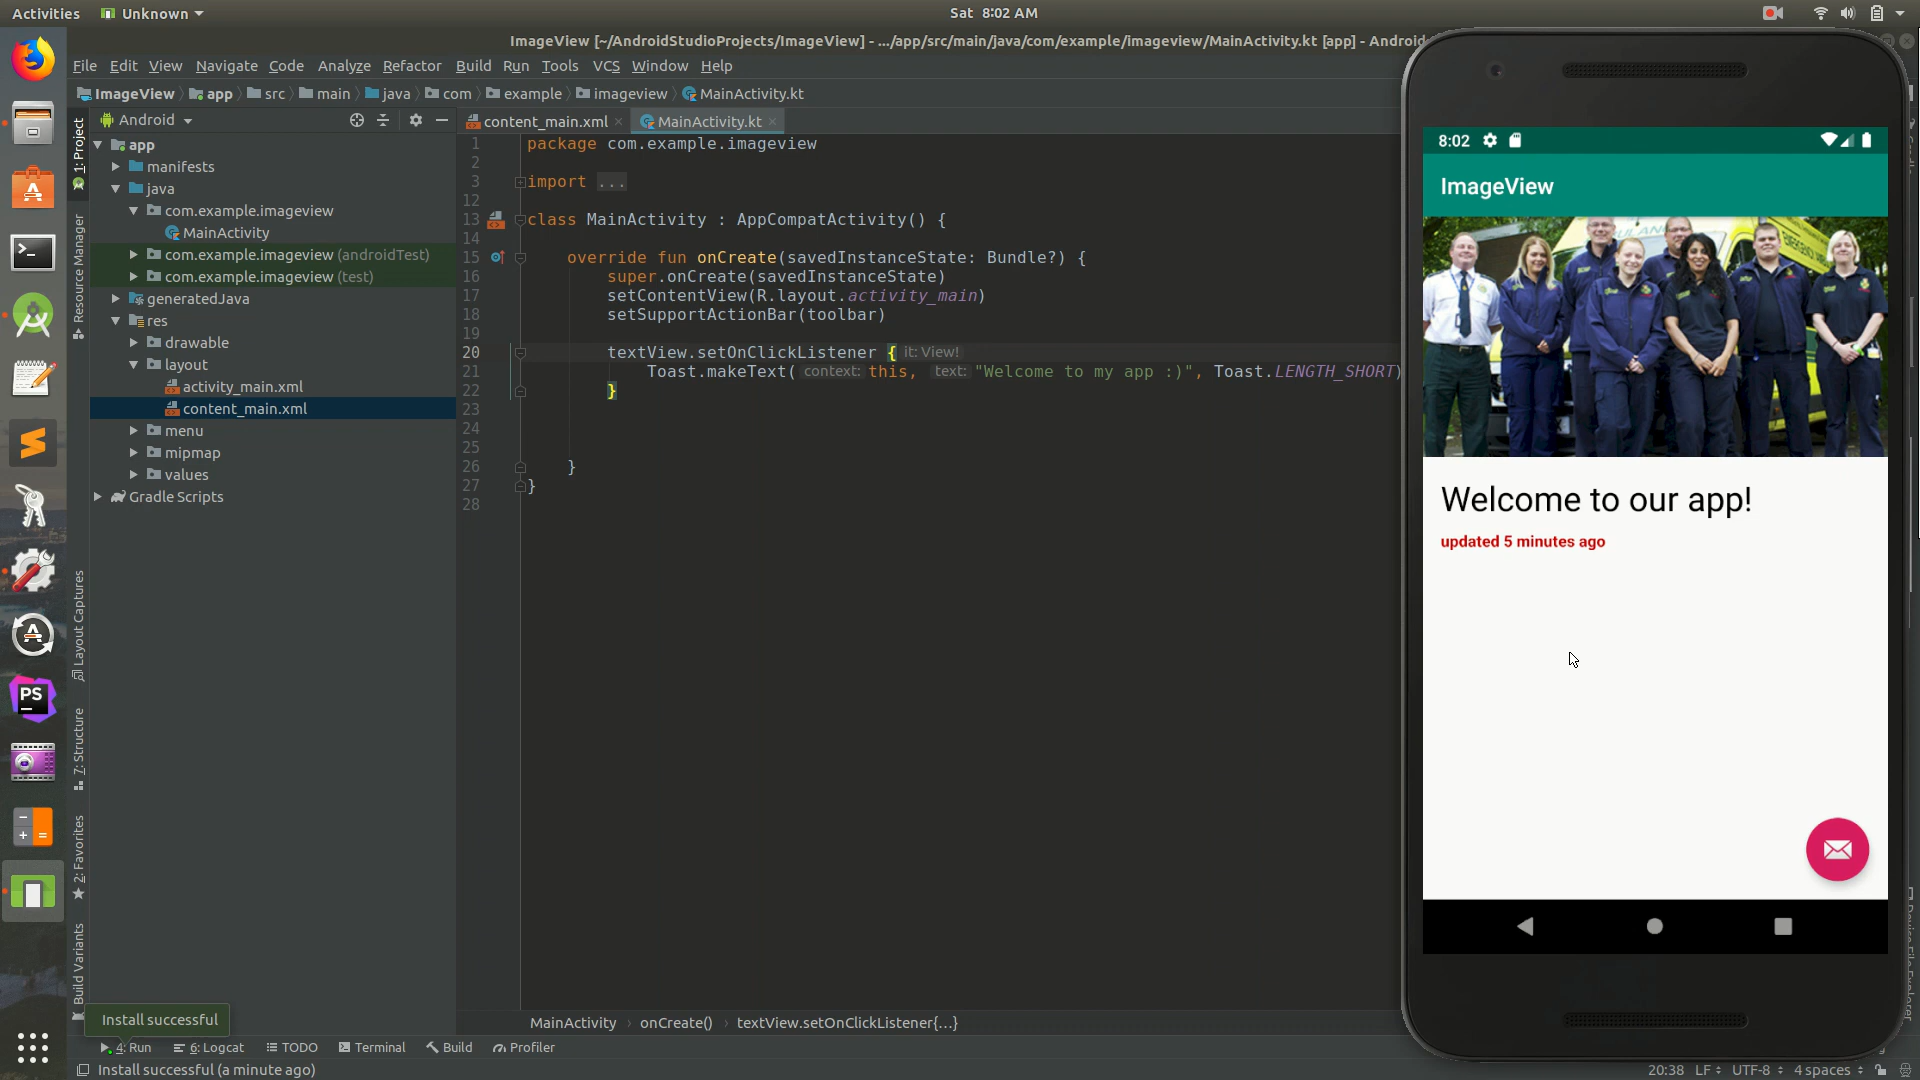 Activities
Unknown
Sat 8:02 AM
ImageView [~/AndroidStudioProjects/ImageView] - .../app/src/main/java/com/example/imageview/MainActivity.kt [app] - Android
File Edit View Navigate Code Analyze Refactor Build Run Tools VCS Window Help
ImageView app src main java com example imageview MainActivity.kt
1: Project
Resource Manager
Layout Captures
7: Structure
2: Favorites
Build Variants
Android
app
manifests
java
com.example.imageview
MainActivity
com.example.imageview (androidTest)
com.example.imageview (test)
generatedJava
res
drawable
layout
activity_main.xml
content_main.xml
menu
mipmap
values
Gradle Scripts
content_main.xml
MainActivity.kt
1 package com.example.imageview
2
3 import ...
12
13 class MainActivity : AppCompatActivity() {
14
15 override fun onCreate(savedInstanceState: Bundle?) {
16 super.onCreate(savedInstanceState)
17 setContentView(R.layout.activity_main)
18 setSupportActionBar(toolbar)
19
20 textView.setOnClickListener { it: View!
21 Toast.makeText( context: this, text: "Welcome to my app :)", Toast.LENGTH_SHORT)
22 }
23
24
25
26 }
27 }
28
MainActivity onCreate() textView.setOnClickListener{...}
Install successful
4: Run 6: Logcat TODO Terminal Build Profiler
Install successful (a minute ago)
20:38 LF UTF-8 4 spaces
8:02
ImageView
Welcome to our app!
updated 5 minutes ago
PS